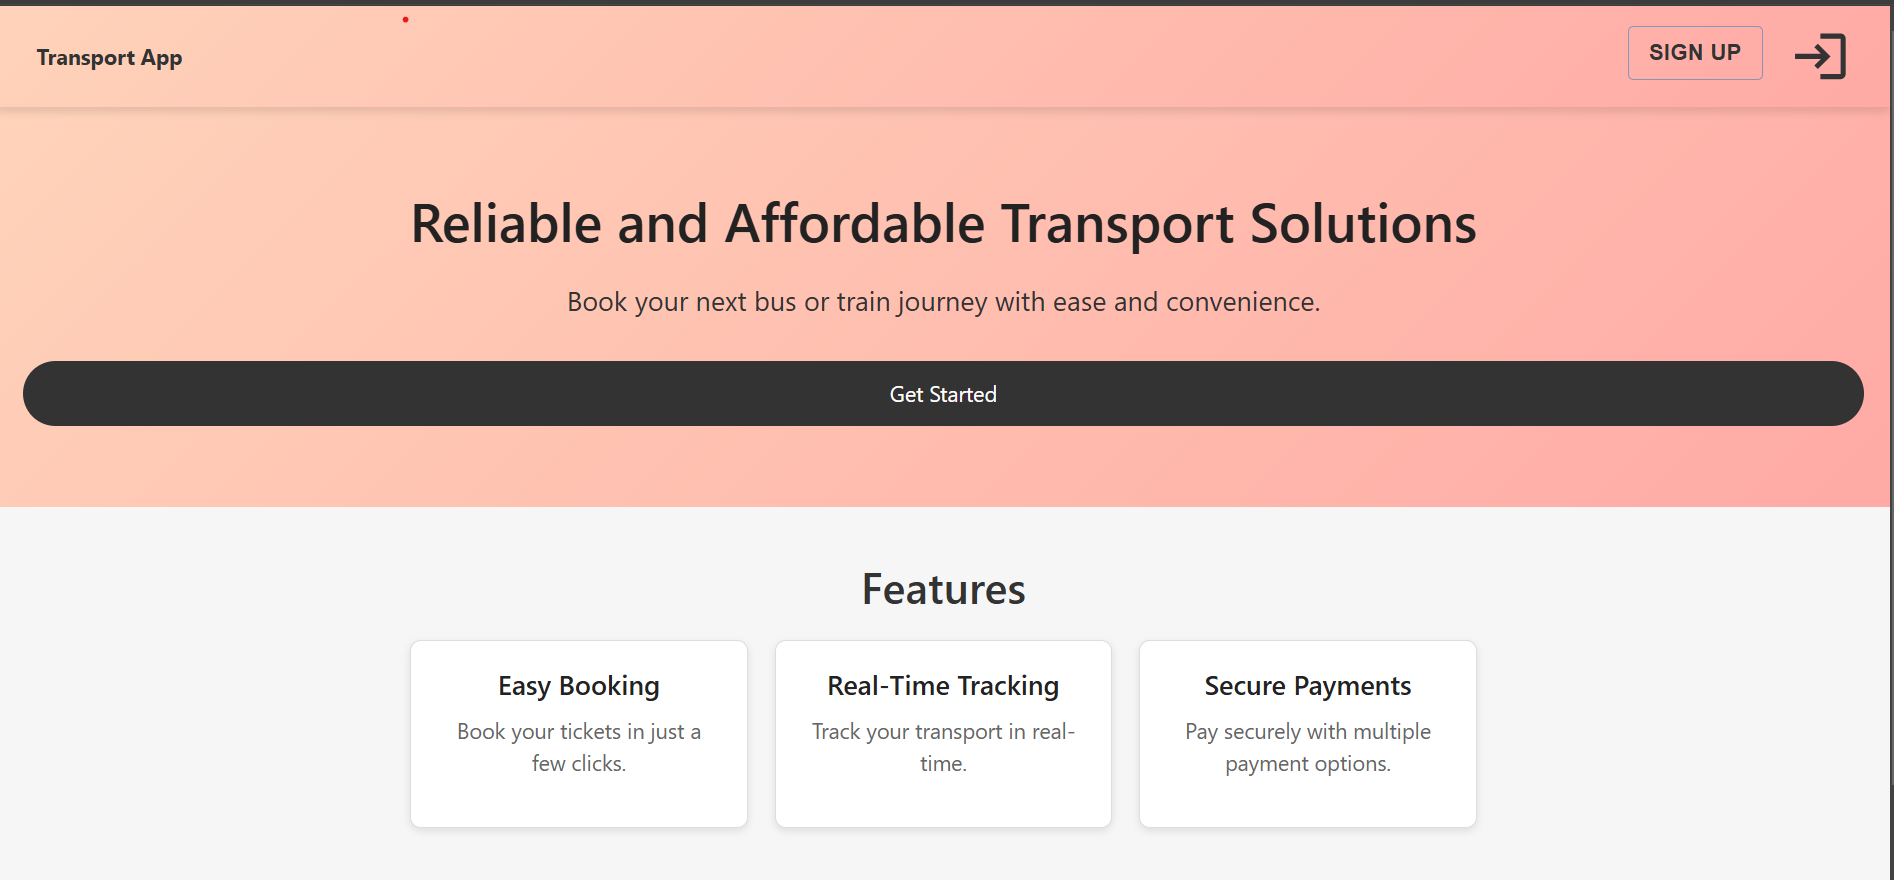 Transport App
SIGN UP
Reliable and Affordable Transport Solutions
Book your next bus or train journey with ease and convenience.
Get Started
Features
Easy Booking
Book your tickets in just a
few clicks.
Real-Time Tracking
Track your transport in real-
time.
Secure Payments
Pay securely with multiple
payment options.